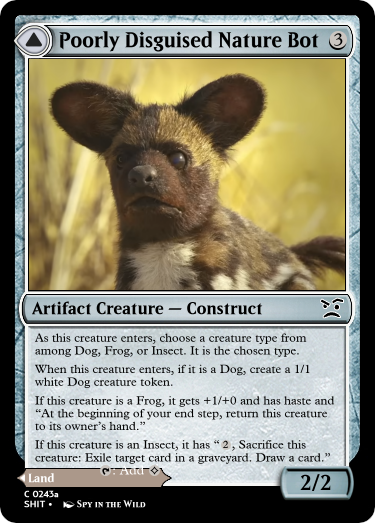 Poorly Disguised Nature Bot 3
Artifact Creature — Construct
As this creature enters, choose a creature type from
among Dog, Frog, or Insect. It is the chosen type.
When this creature enters, if it is a Dog, create a 1/1
white Dog creature token.
If this creature is a Frog, it gets +1/+0 and has haste and
“At the beginning of your end step, return this creature
to its owner's hand.”
If this creature is an Insect, it has “2, Sacrifice this
creature: Exile target card in a graveyard. Draw a card.”
: Add
Land
2/2
C 0243a
SHIT • Spy in the Wild